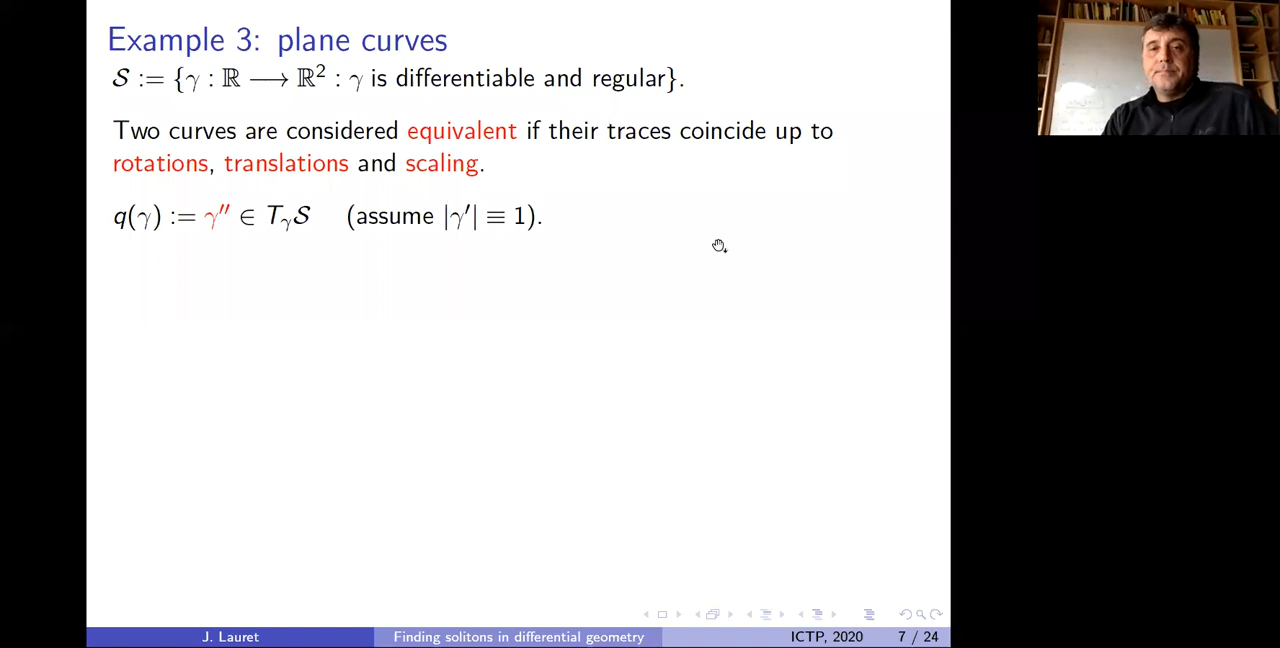 Example 3: plane curves
𝒮 := {γ : ℝ ⟶ ℝ² : γ is differentiable and regular}.
Two curves are considered equivalent if their traces coincide up to
rotations, translations and scaling.
q(γ) := γ″ ∈ T_γ𝒮 (assume |γ′| ≡ 1).
J. Lauret Finding solitons in differential geometry ICTP, 2020 7 / 24